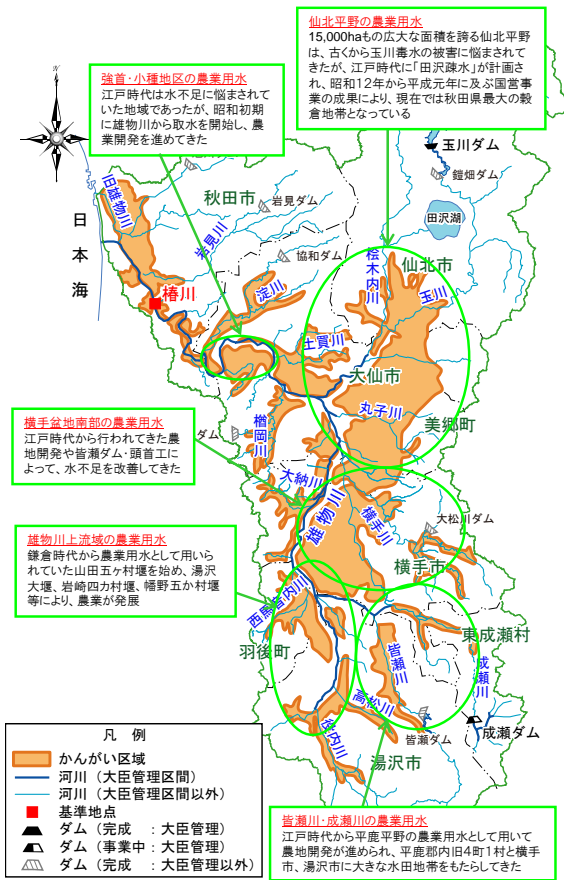 仙北平野の農業用水
15,000haもの広大な面積を誇る仙北平野
は、古くから玉川毒水の被害に悩まされて
きたが、江戸時代に「田沢疎水」が計画さ
れ、昭和12年から平成元年に及ぶ国営事
業の成果により、現在では秋田県最大の穀
倉地帯となっている
強首・小種地区の農業用水
江戸時代は水不足に悩まされて
いた地域であったが、昭和初期
に雄物川から取水を開始し、農
業開発を進めてきた
N
玉川ダム
鎧畑ダム
旧雄物川
秋田市
岩見ダム
田沢湖
日本海
岩見川
協和ダム
桧木内川
仙北市
淀川
玉川
椿川
土買川
大仙市
丸子川
美郷町
横手盆地南部の農業用水
江戸時代から行われてきた農
地開発や皆瀬ダム・頭首工に
よって、水不足を改善してきた
ダム
楢岡川
大納川
雄物川
横手川
大松川ダム
横手市
雄物川上流域の農業用水
鎌倉時代から農業用水として用いら
れていた山田五ヶ村堰を始め、湯沢
大堰、岩崎四カ村堰、幡野五か村堰
等により、農業が発展
西馬音内川
羽後町
東成瀬村
皆瀬川
成瀬川
高松川
役内川
皆瀬ダム
成瀬ダム
湯沢市
凡 例
かんがい区域
河川（大臣管理区間）
河川（大臣管理区間以外）
基準地点
ダム（完成　：大臣管理）
ダム（事業中：大臣管理）
ダム（完成　：大臣管理以外）
皆瀬川・成瀬川の農業用水
江戸時代から平鹿平野の農業用水として用いて
農地開発が進められ、平鹿郡内旧4町1村と横手
市、湯沢市に大きな水田地帯をもたらしてきた